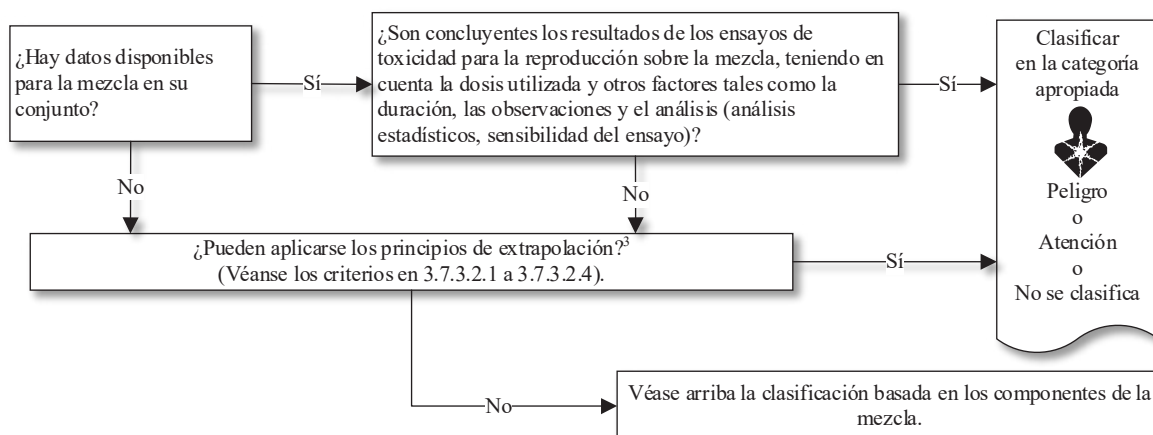 ¿Hay datos disponibles
para la mezcla en su
conjunto?
Sí
¿Son concluyentes los resultados de los ensayos de
toxicidad para la reproducción sobre la mezcla, teniendo en
cuenta la dosis utilizada y otros factores tales como la
duración, las observaciones y el análisis (análisis
estadísticos, sensibilidad del ensayo)?
Sí
Clasificar
en la categoría
apropiada
Peligro
o
Atención
o
No se clasifica
No
No
¿Pueden aplicarse los principios de extrapolación?³
(Véanse los criterios en 3.7.3.2.1 a 3.7.3.2.4).
Sí
No
Véase arriba la clasificación basada en los componentes de la
mezcla.